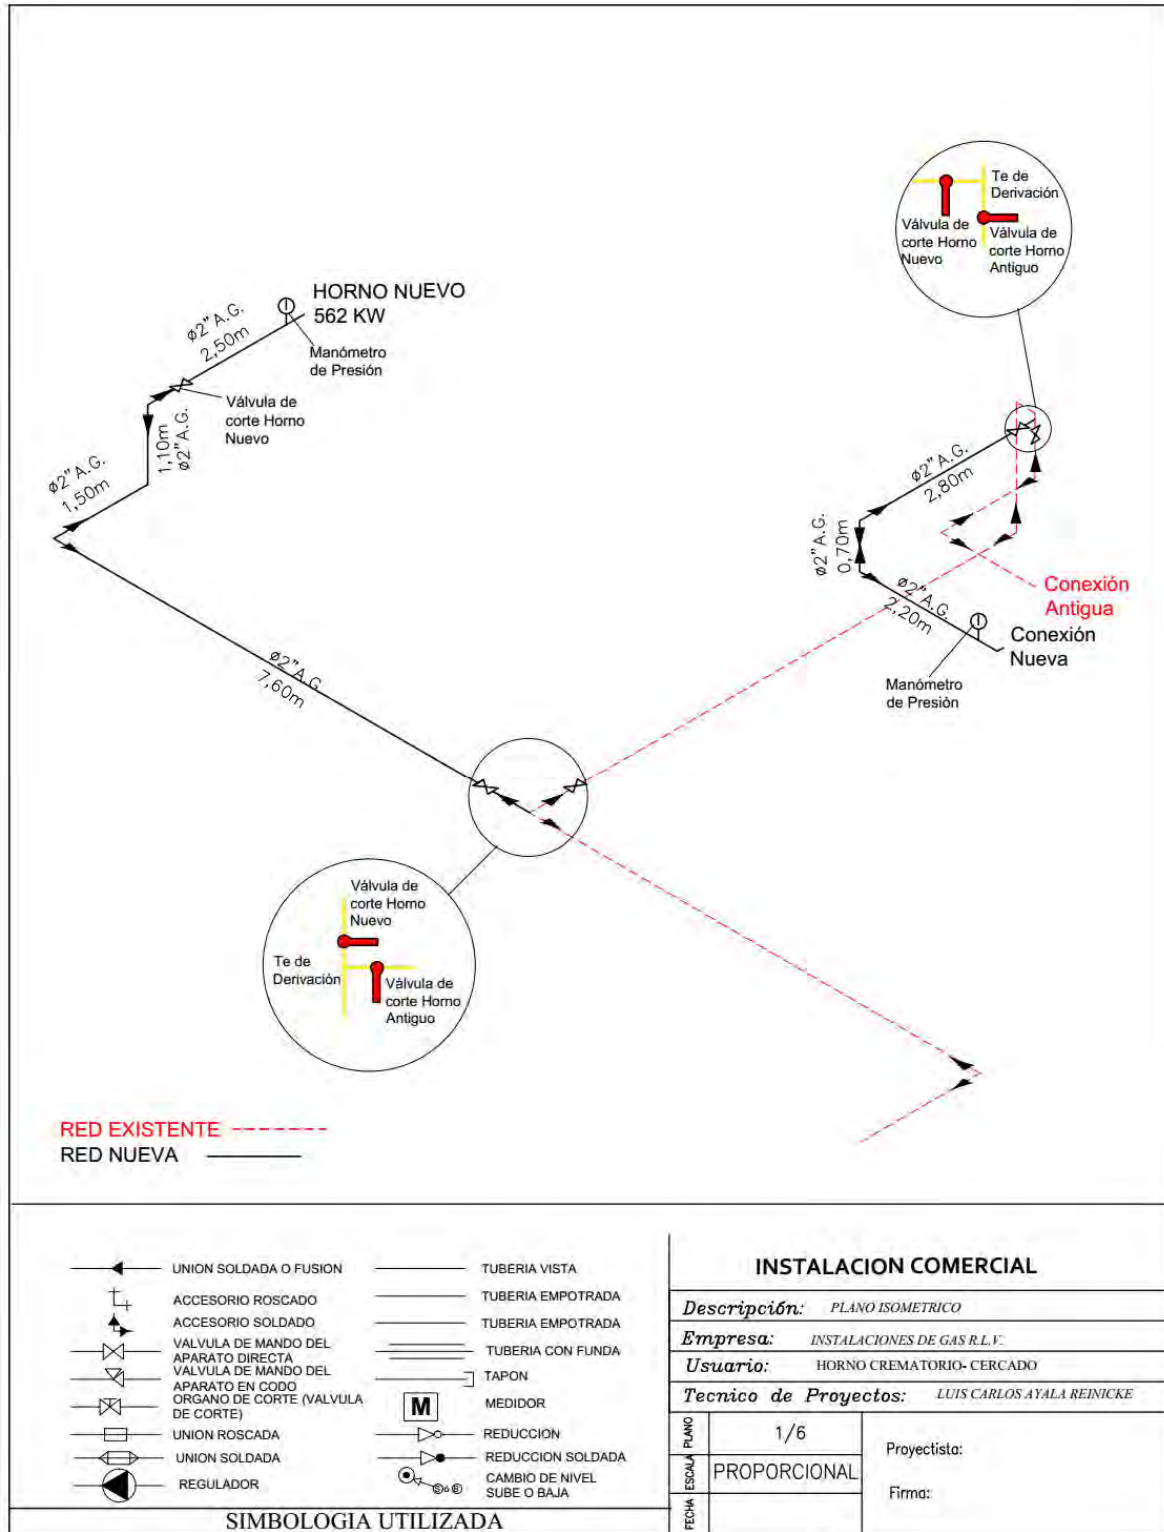 Te de
Derivación
Válvula de
corte Horno
Nuevo
Válvula de
corte Horno
Antiguo
HORNO NUEVO
562 KW
ø2"A.G.
2,50m
Manómetro
de Presión
Válvula de
corte Horno
Nuevo
1,10m
ø2"A.G.
ø2"A.G.
1,50m
ø2"A.G.
2,80m
ø2"A.G.
0,70m
ø2"A.G.
2,20m
Conexión
Antigua
Conexión
Nueva
Manómetro
de Presión
ø2"A.G.
7,60m
Válvula de
corte Horno
Nuevo
Te de
Derivación
Válvula de
corte Horno
Antiguo
RED EXISTENTE
RED NUEVA
UNION SOLDADA O FUSION
ACCESORIO ROSCADO
ACCESORIO SOLDADO
VALVULA DE MANDO DEL
APARATO DIRECTA
VALVULA DE MANDO DEL
APARATO EN CODO
ORGANO DE CORTE (VALVULA
DE CORTE)
UNION ROSCADA
UNION SOLDADA
REGULADOR
TUBERIA VISTA
TUBERIA EMPOTRADA
TUBERIA EMPOTRADA
TUBERIA CON FUNDA
TAPON
M MEDIDOR
REDUCCION
REDUCCION SOLDADA
CAMBIO DE NIVEL
SUBE O BAJA
SIMBOLOGIA UTILIZADA
INSTALACION COMERCIAL
Descripción: PLANO ISOMETRICO
Empresa: INSTALACIONES DE GAS R.L.V.
Usuario: HORNO CREMATORIO- CERCADO
Tecnico de Proyectos: LUIS CARLOS AYALA REINICKE
PLANO 1/6
ESCALA PROPORCIONAL
FECHA
Proyectista:
Firma: